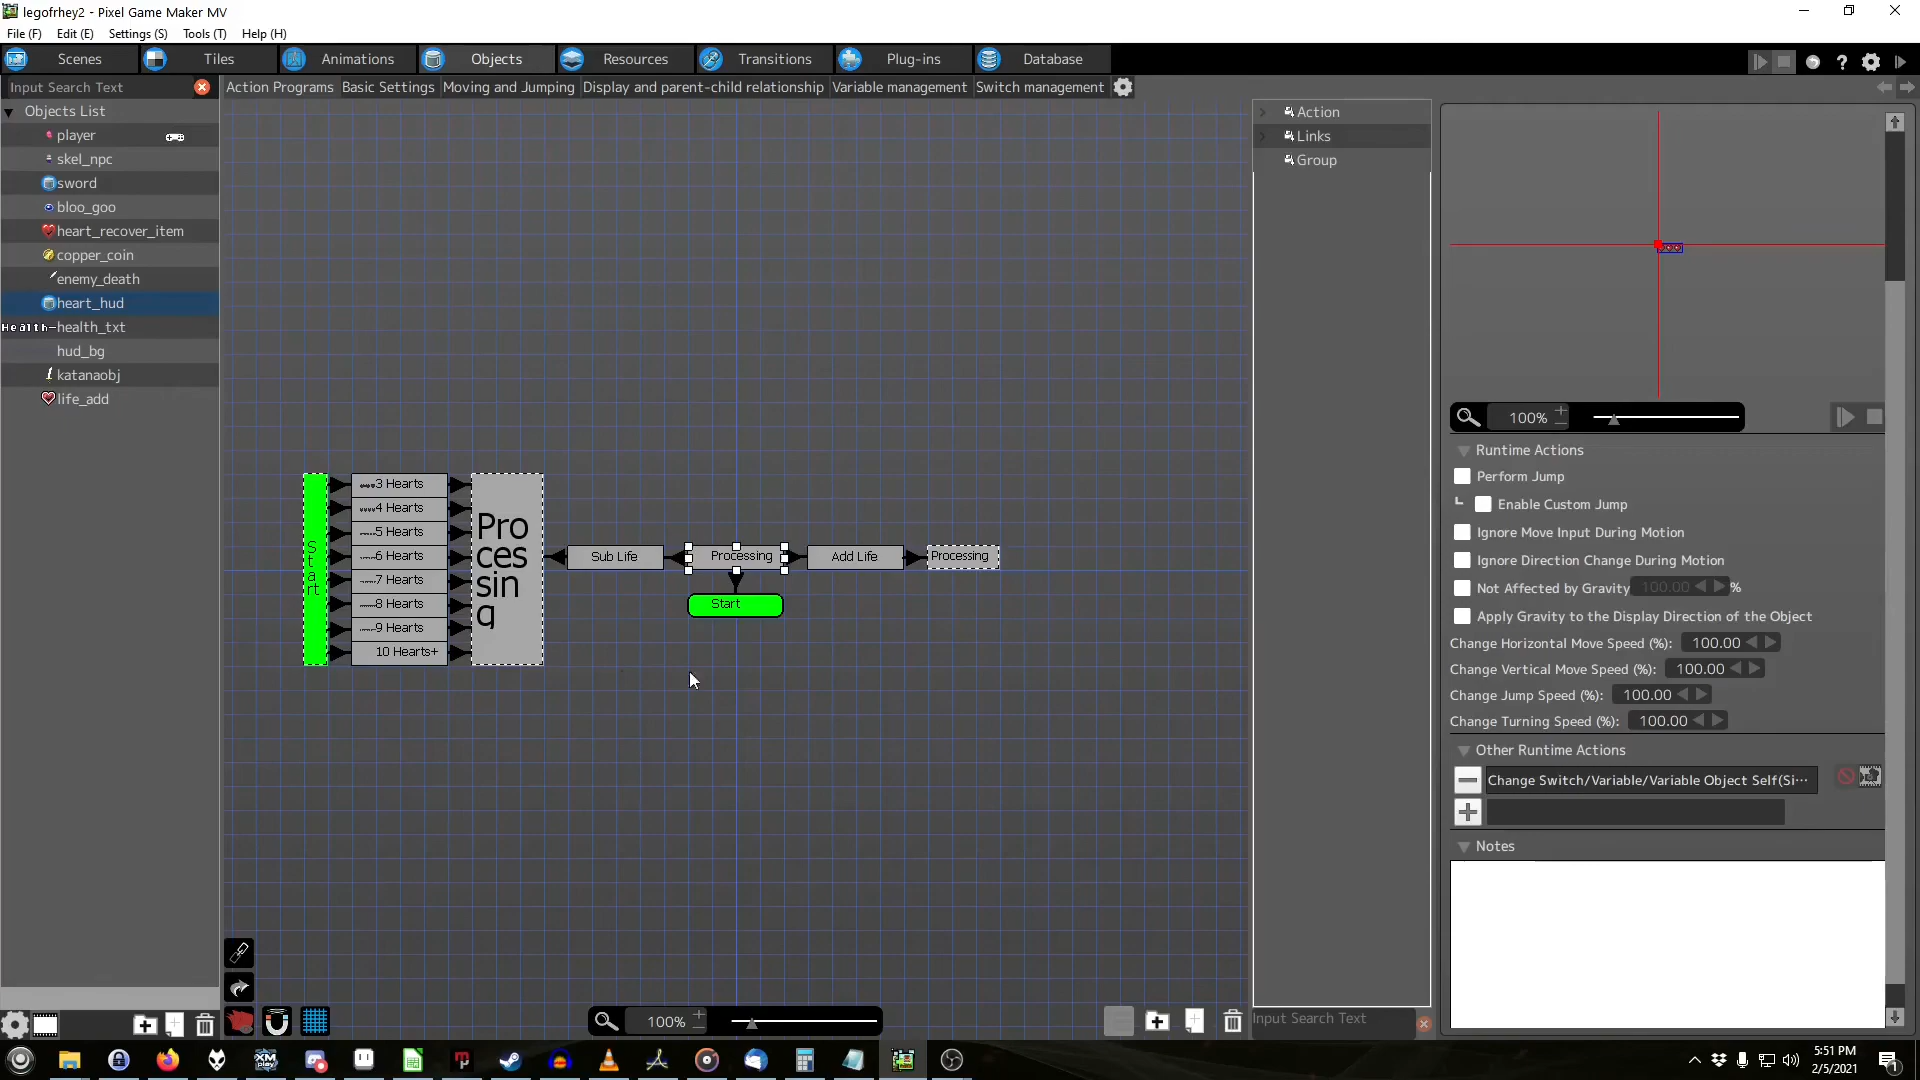 legofrhey2 - Pixel Game Maker MV
File (F) Edit (E) Settings (S) Tools (T) Help (H)
Scenes Tiles Animations Objects Resources Transitions Plug-ins Database
Input Search Text
Action Programs Basic Settings Moving and Jumping Display and parent-child relationship Variable management Switch management
Objects List
player
skel_npc
sword
bloo_goo
heart_recover_item
copper_coin
enemy_death
heart_hud
Health- health_txt
hud_bg
katanaobj
life_add
Start
3 Hearts
4 Hearts
5 Hearts
6 Hearts
7 Hearts
8 Hearts
9 Hearts
10 Hearts+
Pro
ces
sin
g
Sub Life
Processing
Add Life
Processing
Start
100%
Action
Links
Group
Input Search Text
100%
Runtime Actions
Perform Jump
Enable Custom Jump
Ignore Move Input During Motion
Ignore Direction Change During Motion
Not Affected by Gravity 100.00 %
Apply Gravity to the Display Direction of the Object
Change Horizontal Move Speed (%): 100.00
Change Vertical Move Speed (%): 100.00
Change Jump Speed (%): 100.00
Change Turning Speed (%): 100.00
Other Runtime Actions
Change Switch/Variable/Variable Object Self(Si···
Notes
5:51 PM
2/5/2021